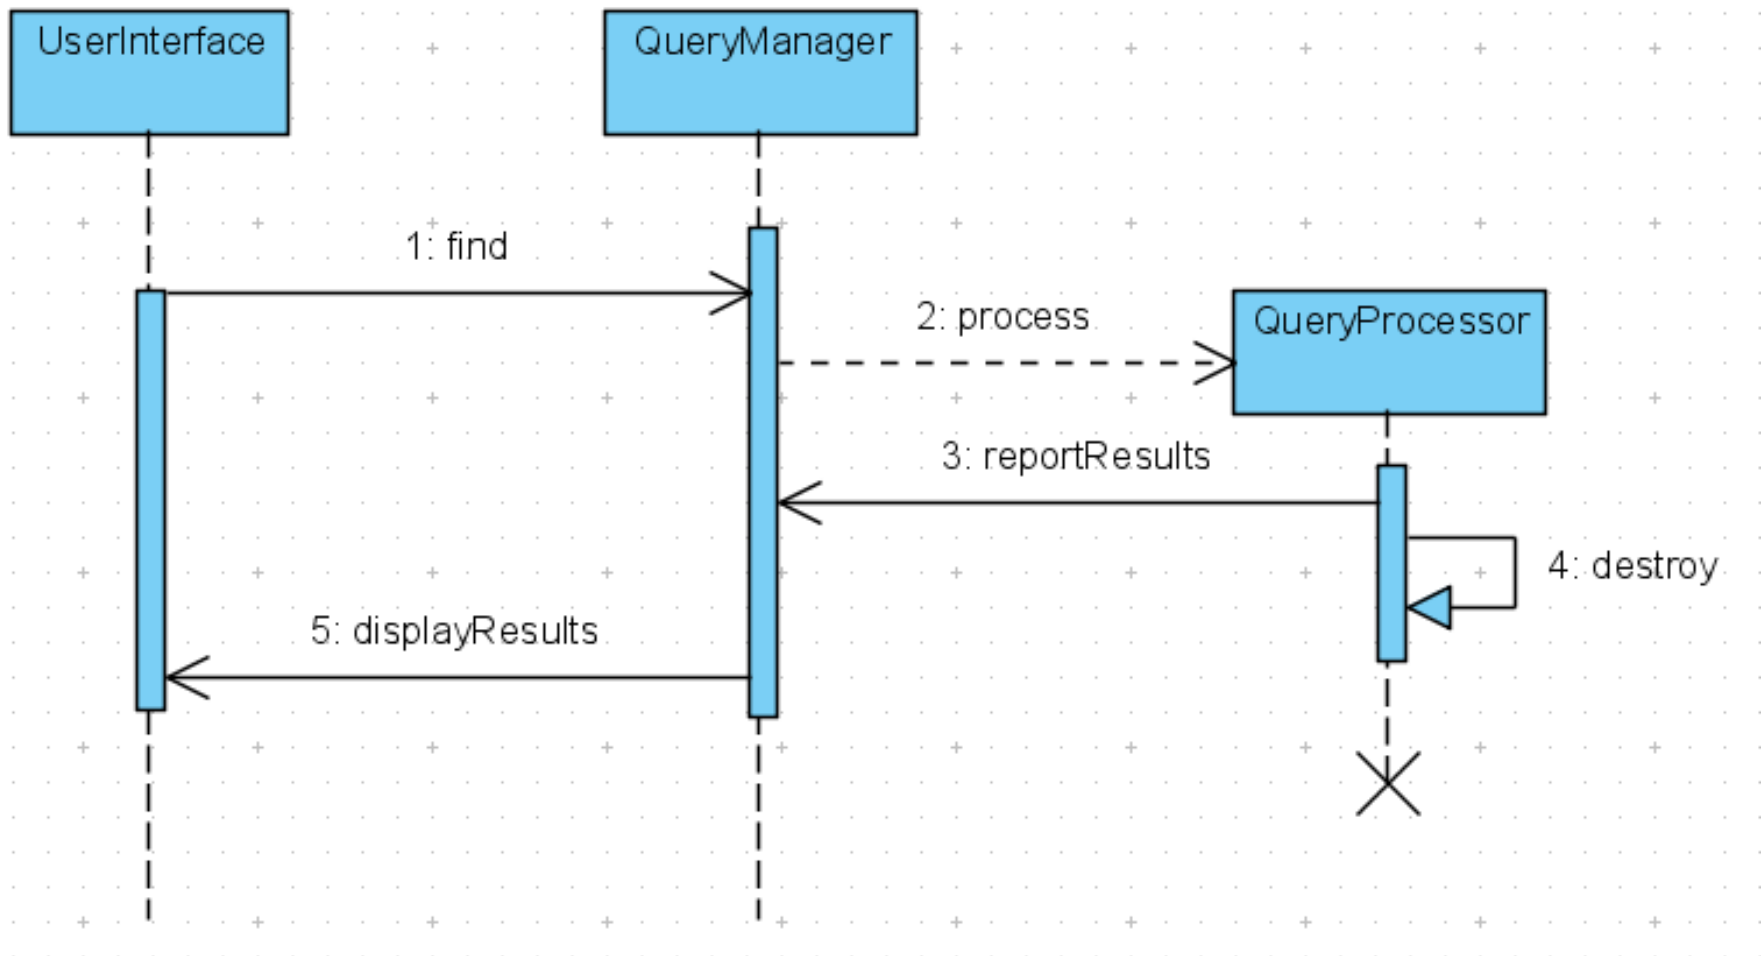 UserInterface
QueryManager
1: find
2: process
QueryProcessor
3: reportResults
4: destroy
5: displayResults